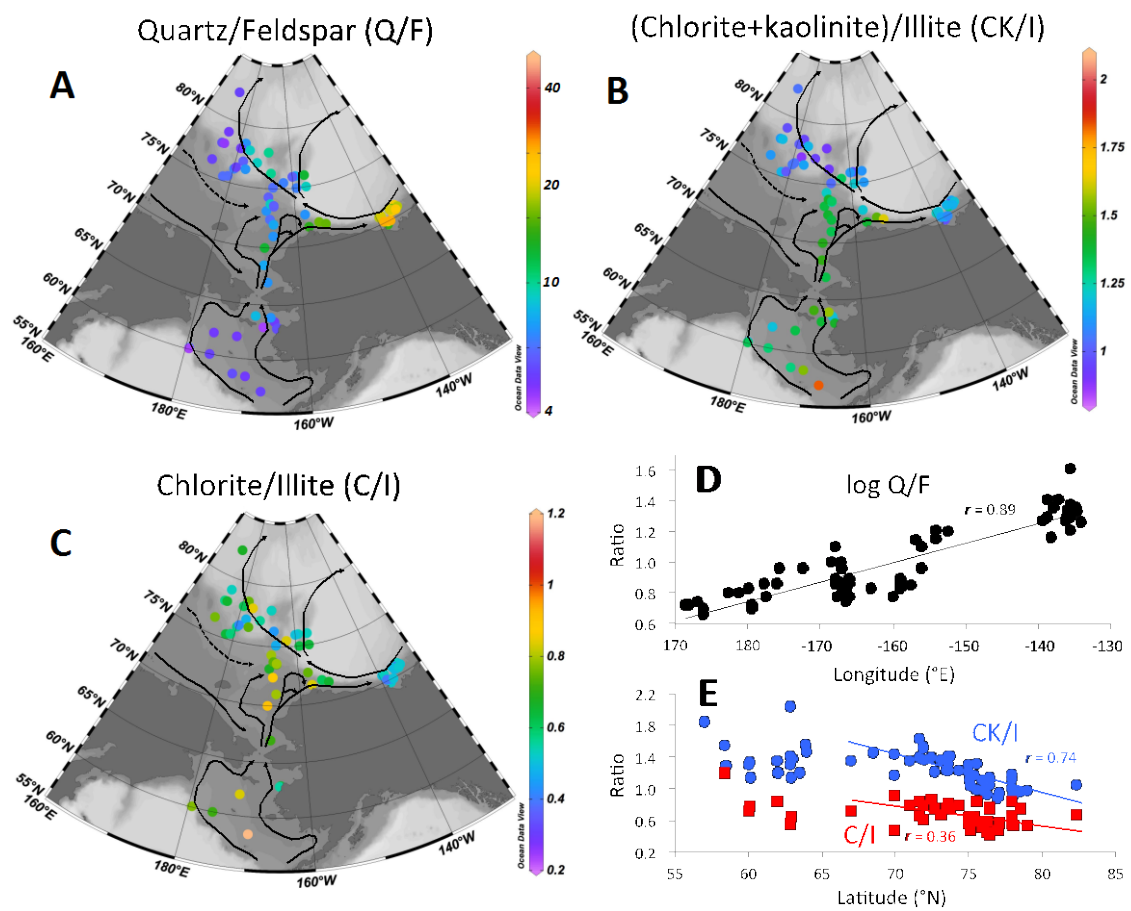 Quartz/Feldspar (Q/F)
A
80°N
75°N
70°N
65°N
60°N
55°N
160°E
180°E
160°W
140°W
40
20
10
4
Ocean Data View
(Chlorite+kaolinite)/Illite (CK/I)
B
80°N
75°N
70°N
65°N
60°N
55°N
160°E
180°E
160°W
140°W
2
1.75
1.5
1.25
1
Ocean Data View
Chlorite/Illite (C/I)
C
80°N
75°N
70°N
65°N
60°N
55°N
160°E
180°E
160°W
140°W
1.2
1
0.8
0.6
0.4
0.2
Ocean Data View
D
log Q/F
r = 0.89
Ratio
1.6
1.4
1.2
1.0
0.8
0.6
170 180 -170 -160 -150 -140 -130
Longitude (°E)
E
CK/I
r = 0.74
C/I
r = 0.36
Ratio
2.2
1.8
1.4
1.0
0.6
0.2
55 60 65 70 75 80 85
Latitude (°N)